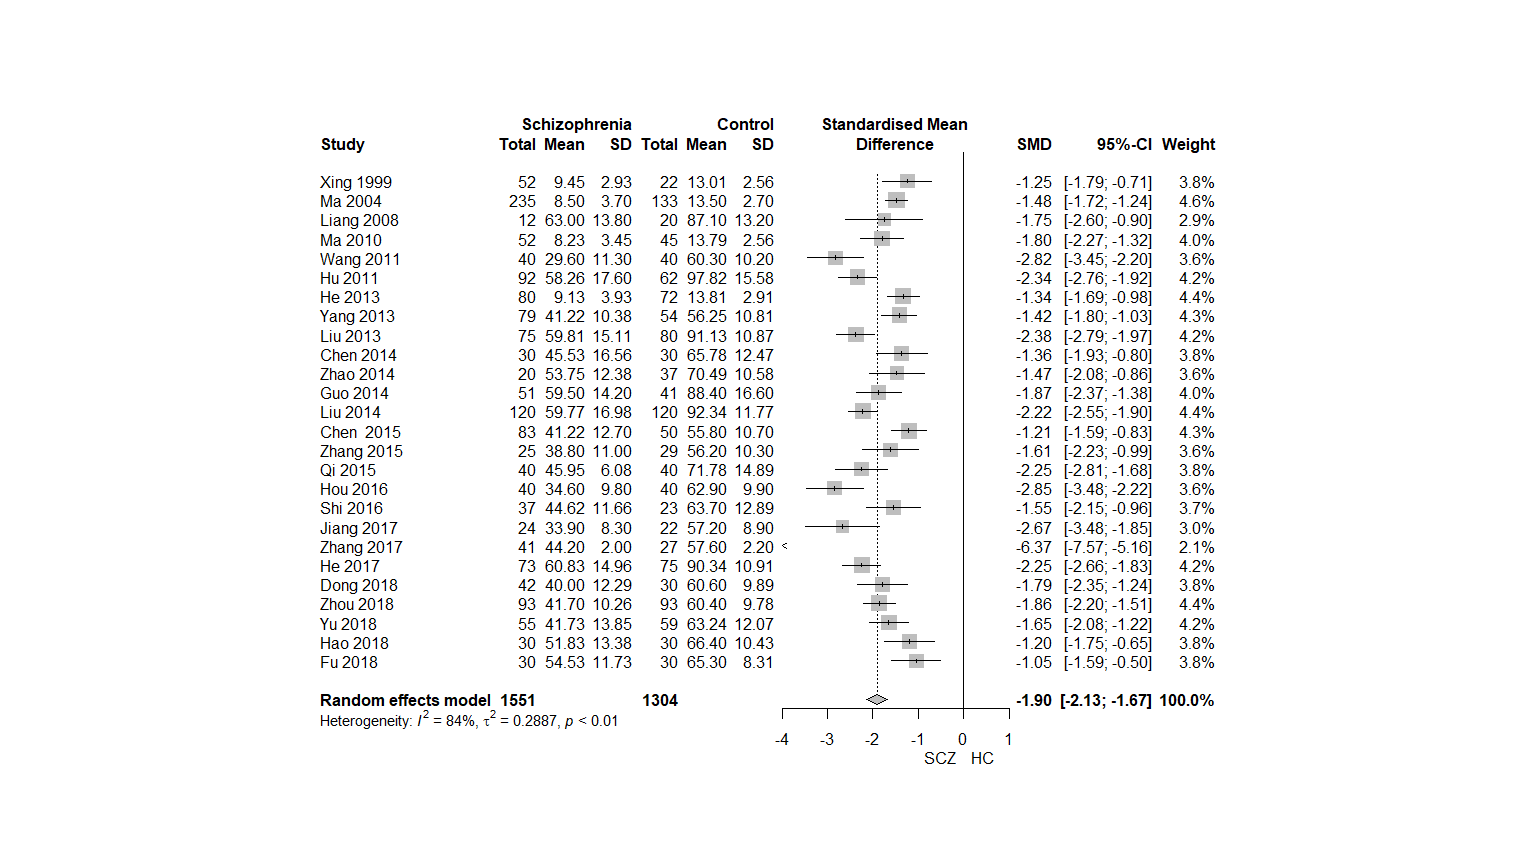 Schizophrenia Control Standardised Mean
Study Total Mean SD Total Mean SD Difference SMD 95%-CI Weight
Xing 1999 52 9.45 2.93 22 13.01 2.56 -1.25 [-1.79; -0.71] 3.8%
Ma 2004 235 8.50 3.70 133 13.50 2.70 -1.48 [-1.72; -1.24] 4.6%
Liang 2008 12 63.00 13.80 20 87.10 13.20 -1.75 [-2.60; -0.90] 2.9%
Ma 2010 52 8.23 3.45 45 13.79 2.56 -1.80 [-2.27; -1.32] 4.0%
Wang 2011 40 29.60 11.30 40 60.30 10.20 -2.82 [-3.45; -2.20] 3.6%
Hu 2011 92 58.26 17.60 62 97.82 15.58 -2.34 [-2.76; -1.92] 4.2%
He 2013 80 9.13 3.93 72 13.81 2.91 -1.34 [-1.69; -0.98] 4.4%
Yang 2013 79 41.22 10.38 54 56.25 10.81 -1.42 [-1.80; -1.03] 4.3%
Liu 2013 75 59.81 15.11 80 91.13 10.87 -2.38 [-2.79; -1.97] 4.2%
Chen 2014 30 45.53 16.56 30 65.78 12.47 -1.36 [-1.93; -0.80] 3.8%
Zhao 2014 20 53.75 12.38 37 70.49 10.58 -1.47 [-2.08; -0.86] 3.6%
Guo 2014 51 59.50 14.20 41 88.40 16.60 -1.87 [-2.37; -1.38] 4.0%
Liu 2014 120 59.77 16.98 120 92.34 11.77 -2.22 [-2.55; -1.90] 4.4%
Chen 2015 83 41.22 12.70 50 55.80 10.70 -1.21 [-1.59; -0.83] 4.3%
Zhang 2015 25 38.80 11.00 29 56.20 10.30 -1.61 [-2.23; -0.99] 3.6%
Qi 2015 40 45.95 6.08 40 71.78 14.89 -2.25 [-2.81; -1.68] 3.8%
Hou 2016 40 34.60 9.80 40 62.90 9.90 -2.85 [-3.48; -2.22] 3.6%
Shi 2016 37 44.62 11.66 23 63.70 12.89 -1.55 [-2.15; -0.96] 3.7%
Jiang 2017 24 33.90 8.30 22 57.20 8.90 -2.67 [-3.48; -1.85] 3.0%
Zhang 2017 41 44.20 2.00 27 57.60 2.20 -6.37 [-7.57; -5.16] 2.1%
He 2017 73 60.83 14.96 75 90.34 10.91 -2.25 [-2.66; -1.83] 4.2%
Dong 2018 42 40.00 12.29 30 60.60 9.89 -1.79 [-2.35; -1.24] 3.8%
Zhou 2018 93 41.70 10.26 93 60.40 9.78 -1.86 [-2.20; -1.51] 4.4%
Yu 2018 55 41.73 13.85 59 63.24 12.07 -1.65 [-2.08; -1.22] 4.2%
Hao 2018 30 51.83 13.38 30 66.40 10.43 -1.20 [-1.75; -0.65] 3.8%
Fu 2018 30 54.53 11.73 30 65.30 8.31 -1.05 [-1.59; -0.50] 3.8%
Random effects model 1551 1304 -1.90 [-2.13; -1.67] 100.0%
Heterogeneity: I² = 84%, τ² = 0.2887, p < 0.01
-4 -3 -2 -1 0 1
SCZ HC